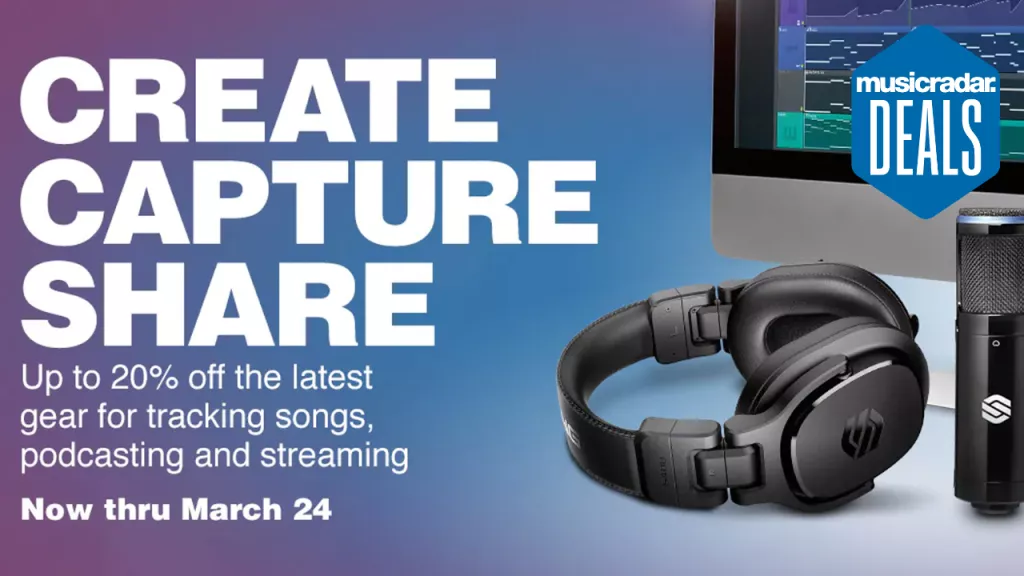 CREATE
CAPTURE
SHARE
Up to 20% off the latest
gear for tracking songs,
podcasting and streaming
Now thru March 24
musicradar.
DEALS